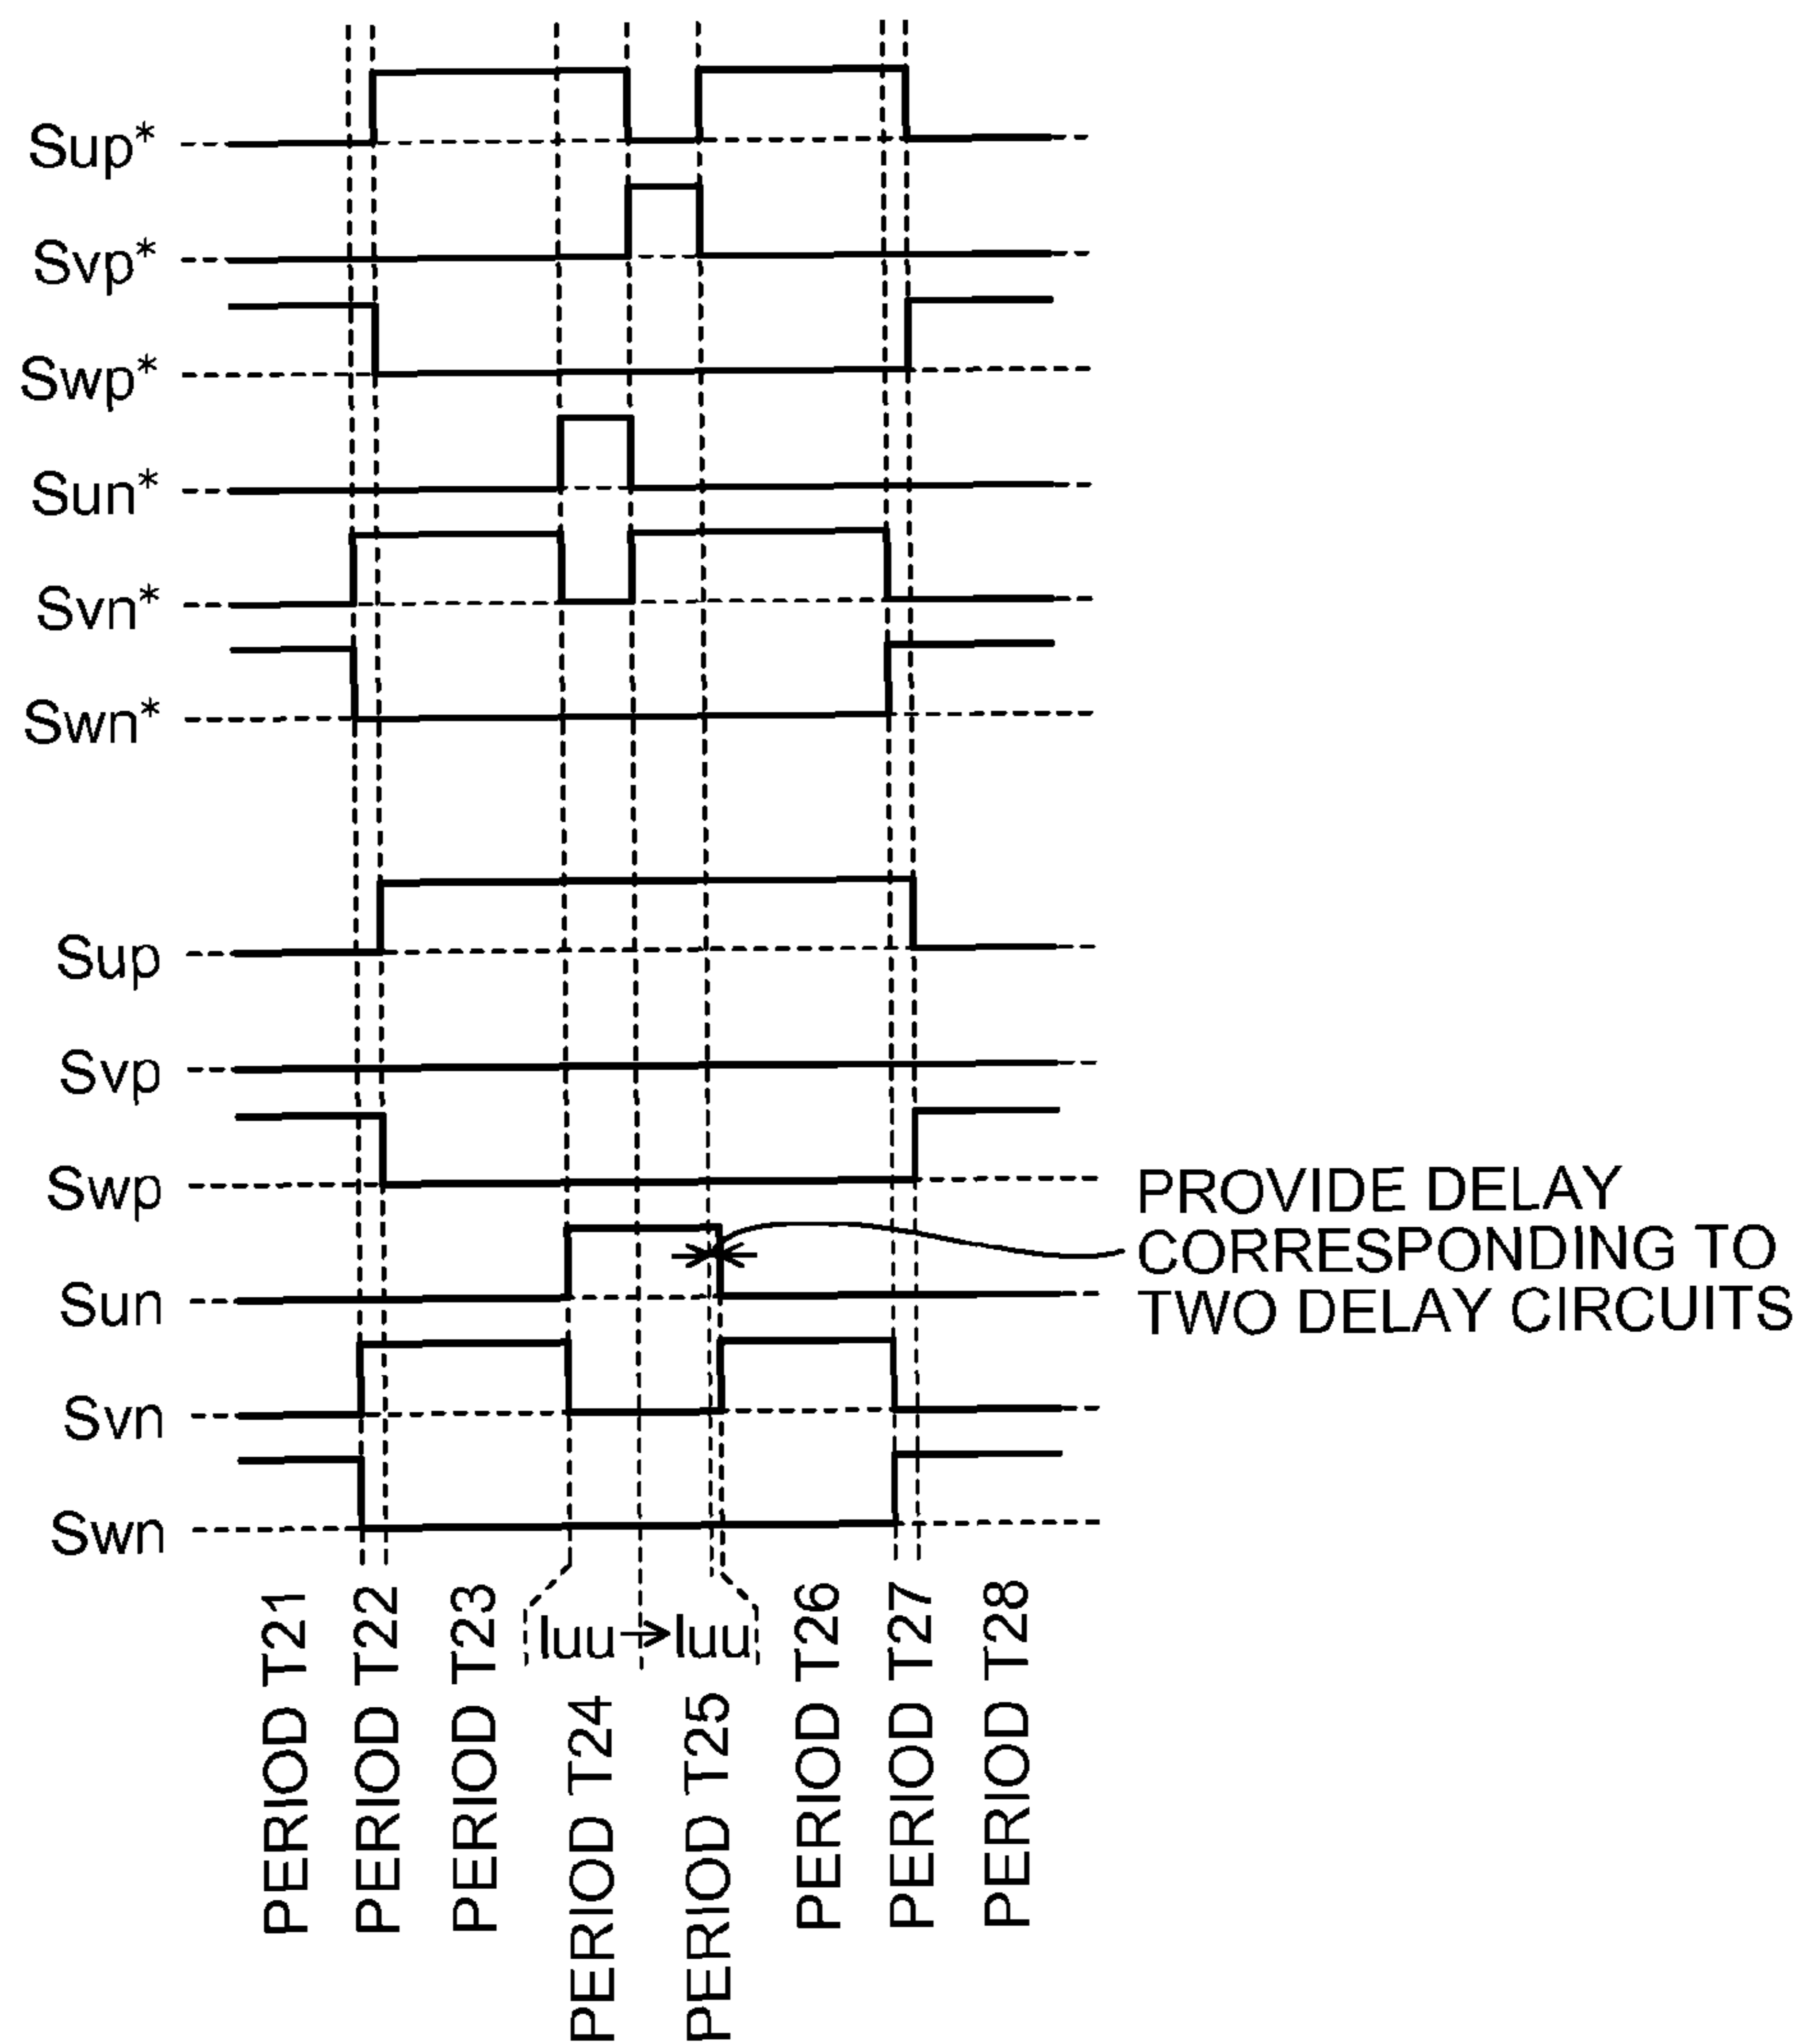 Sup*
Svp*
Swp*
Sun*
Svn*
Swn*
Sup
Svp
Swp
PROVIDE DELAY
CORRESPONDING TO
TWO DELAY CIRCUITS
Sun
Svn
Swn
PERIOD T21
PERIOD T22
PERIOD T23
Iuu→Iuu
PERIOD T24
PERIOD T25
PERIOD T26
PERIOD T27
PERIOD T28